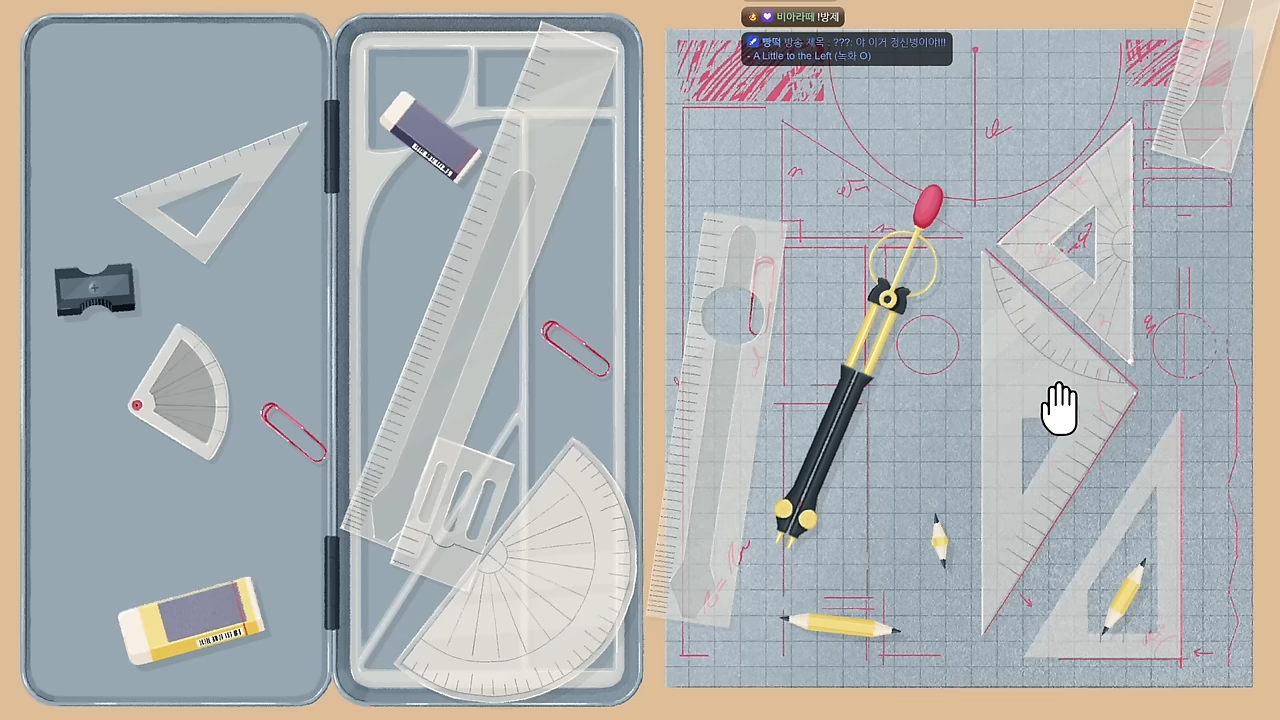 비아라떼 !방제
빵떡 방송 제목 : ???: 아 이거 정신병이야!!!
- A Little to the Left (녹화 O)